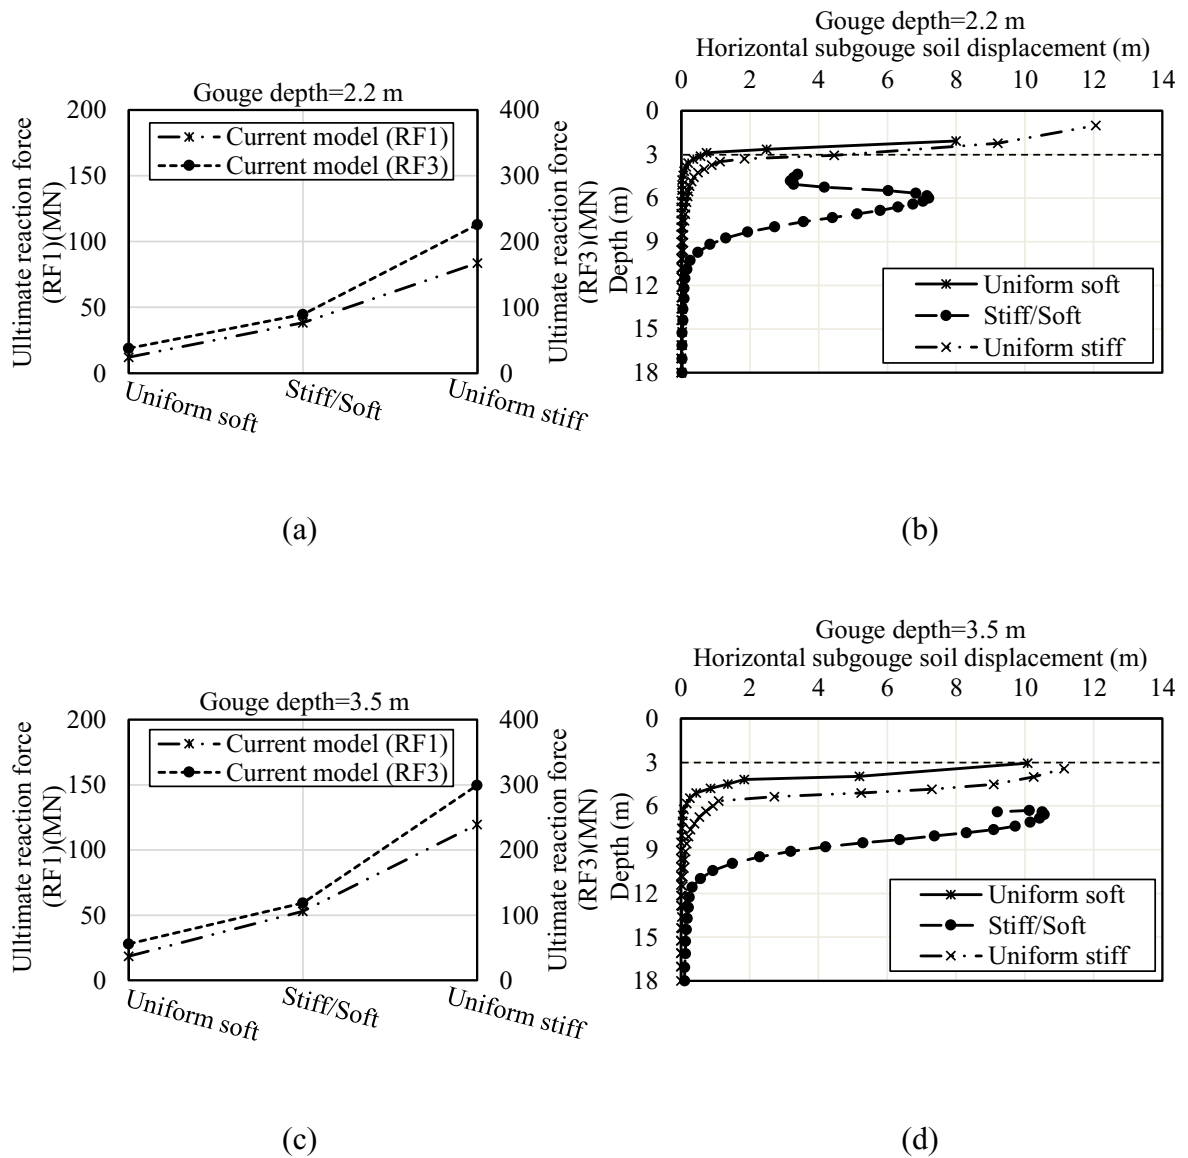 Gouge depth=2.2 m
200
150
100
50
0
Ulltimate reaction force
(RF1)(MN)
400
300
200
100
0
Ultimate reaction force
(RF3)(MN)
Current model (RF1)
Current model (RF3)
Uniform soft
Stiff/Soft
Uniform stiff
(a)
Gouge depth=2.2 m
Horizontal subgouge soil displacement (m)
0 2 4 6 8 10 12 14
0
3
6
9
12
15
18
Depth (m)
Uniform soft
Stiff/Soft
Uniform stiff
(b)
Gouge depth=3.5 m
200
150
100
50
0
Ulltimate reaction force
(RF1)(MN)
400
300
200
100
0
Ultimate reaction force
(RF3)(MN)
Current model (RF1)
Current model (RF3)
Uniform soft
Stiff/Soft
Uniform stiff
(c)
Gouge depth=3.5 m
Horizontal subgouge soil displacement (m)
0 2 4 6 8 10 12 14
0
3
6
9
12
15
18
Depth (m)
Uniform soft
Stiff/Soft
Uniform stiff
(d)